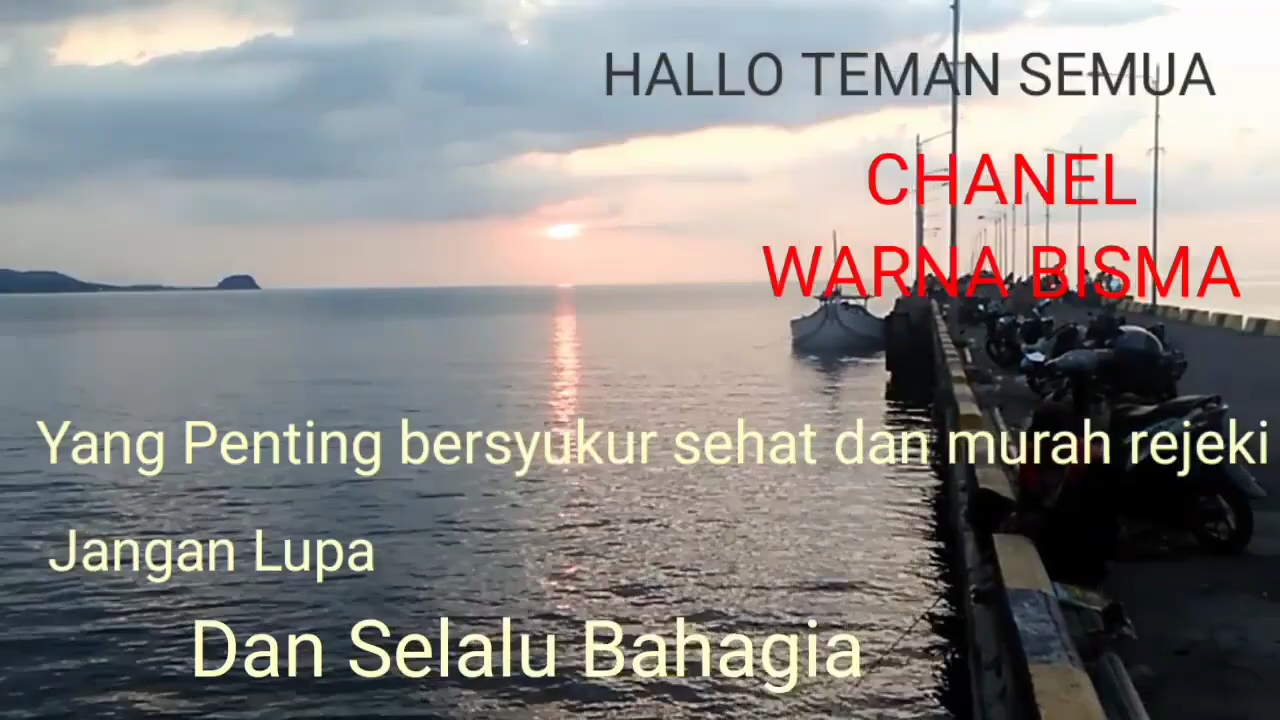 HALLO TEMAN SEMUA
CHANEL
WARNA BISMA
Yang Penting bersyukur sehat dan murah rejeki
Jangan Lupa
Dan Selalu Bahagia